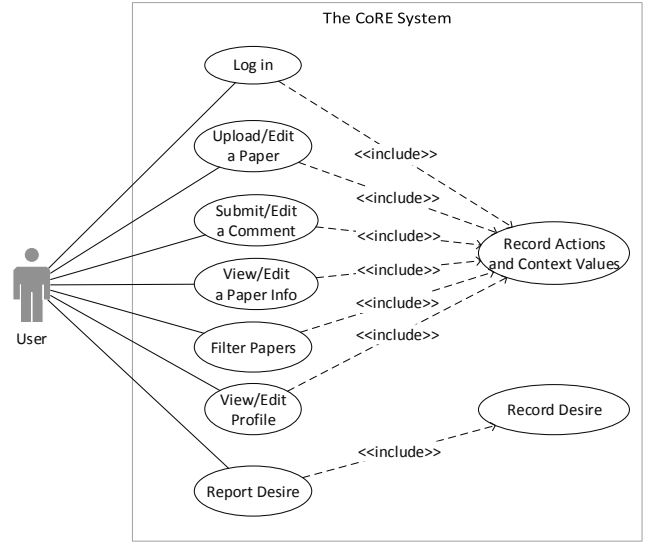 The CoRE System
Log in
<<include>>
Upload/Edit
a Paper
<<include>>
Submit/Edit
a Comment
<<include>>
Record Actions
and Context Values
View/Edit
a Paper Info
<<include>>
User
Filter Papers
<<include>>
<<include>>
View/Edit
Profile
Record Desire
<<include>>
Report Desire